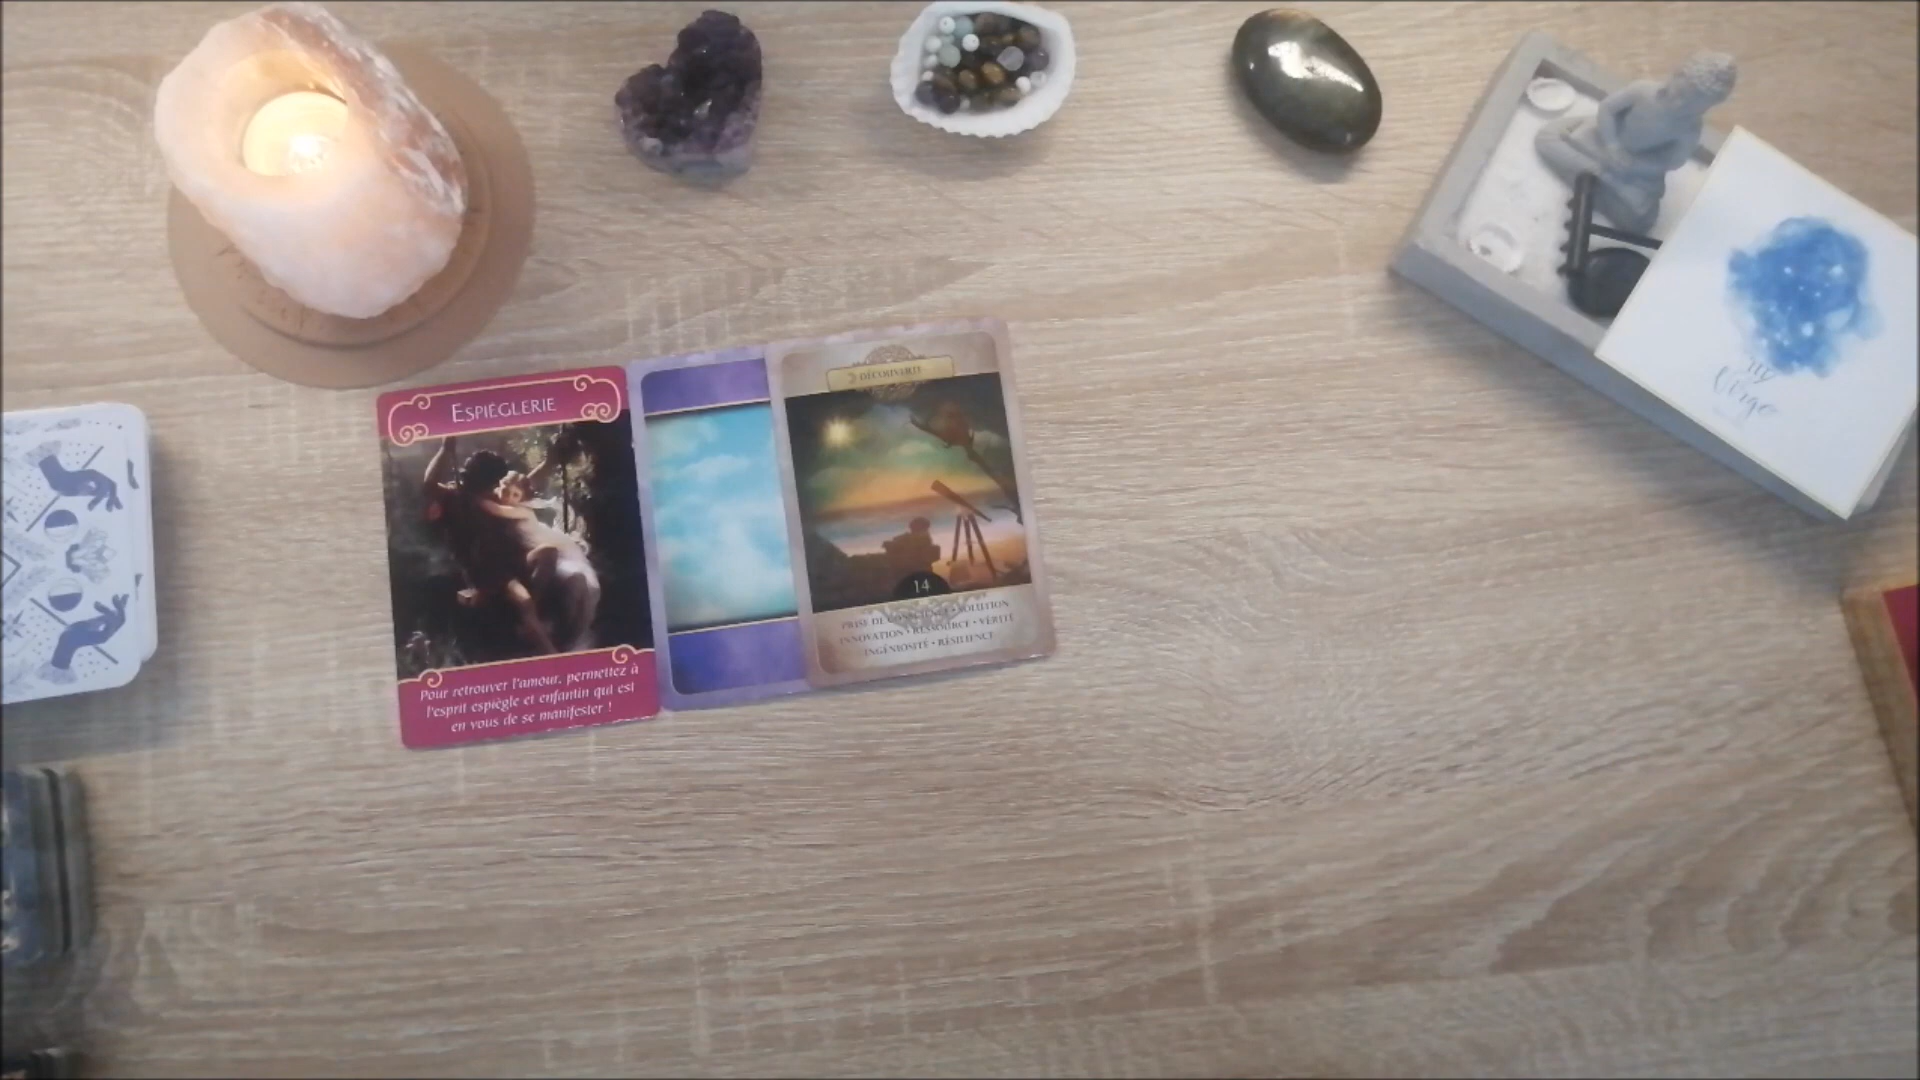 ESPIÈGLERIE
Pour retrouver l'amour, permettez à
l'esprit espiègle et enfantin qui est
en vous de se manifester !
DÉCOUVERTE
14
PRISE DE CONSCIENCE • SOLUTION
INNOVATION • RESSOURCE • VÉRITÉ
INGÉNIOSITÉ • RÉSILIENCE
Virgo